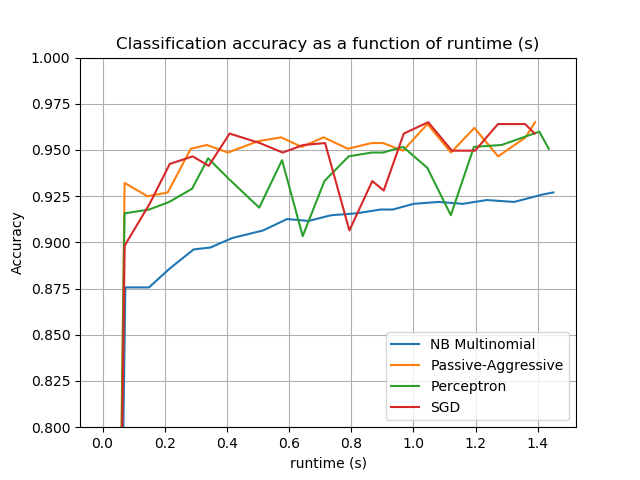 Classification accuracy as a function of runtime (s)
1.000
0.975
0.950
0.925
0.900
0.875
0.850
0.825
0.800
Accuracy
0.0 0.2 0.4 0.6 0.8 1.0 1.2 1.4
runtime (s)
NB Multinomial
Passive-Aggressive
Perceptron
SGD